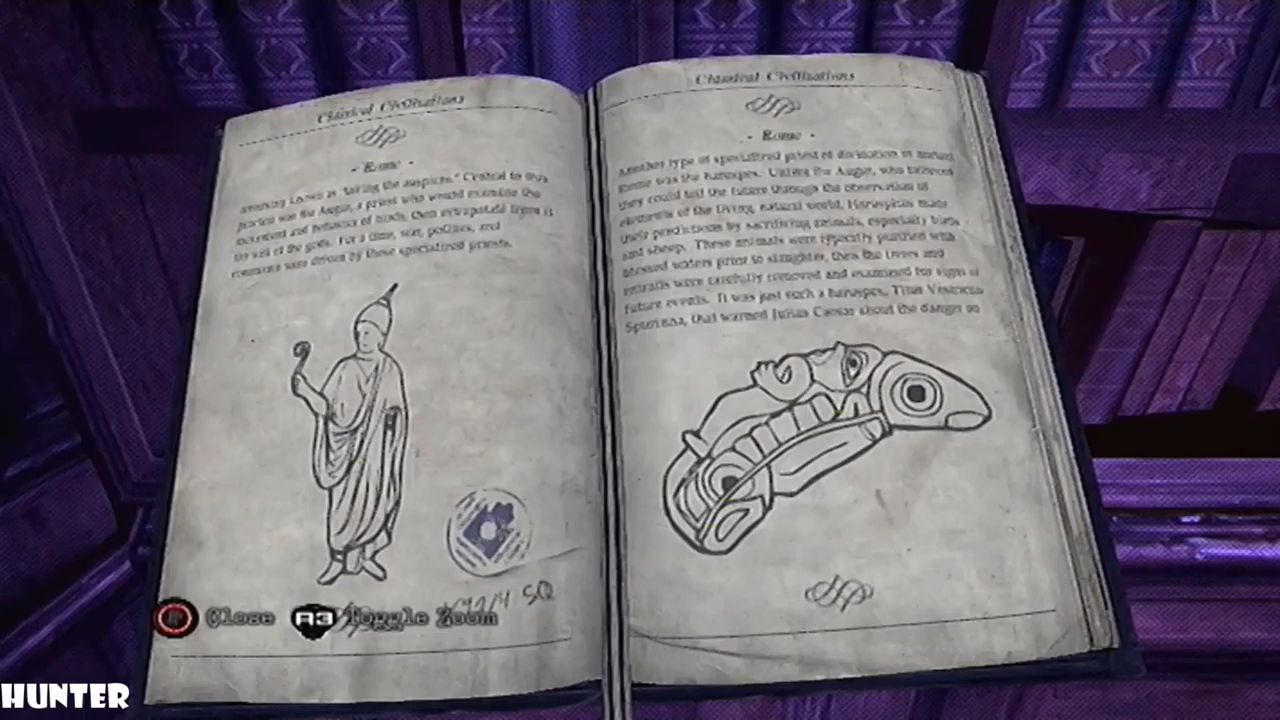 Classical Civilisations
- Rome -
something known as "taking the auspices." Central to this
practice was the Augur, a priest who would examine the
movement and behavior of birds, then extrapolate from it
the will of the gods. For a time, war, politics, and
commerce were driven by these specialized priests.
SQ
Close
R3 Toggle Zoom
Classical Civilisations
- Rome -
Another type of specialized priest of divination in ancient
Rome was the haruspex. Unlike the Augur, who believed
they could tell the future through the observation of
elements of the living, natural world, Haruspices made
their predictions by sacrificing animals, especially birds
and sheep. These animals were typically purified with
blessed waters prior to slaughter, then the livers and
entrails were carefully removed and examined for signs of
future events. It was just such a haruspex, Titus Vestricius
Spurinna, that warned Julius Caesar about the danger on
HUNTER